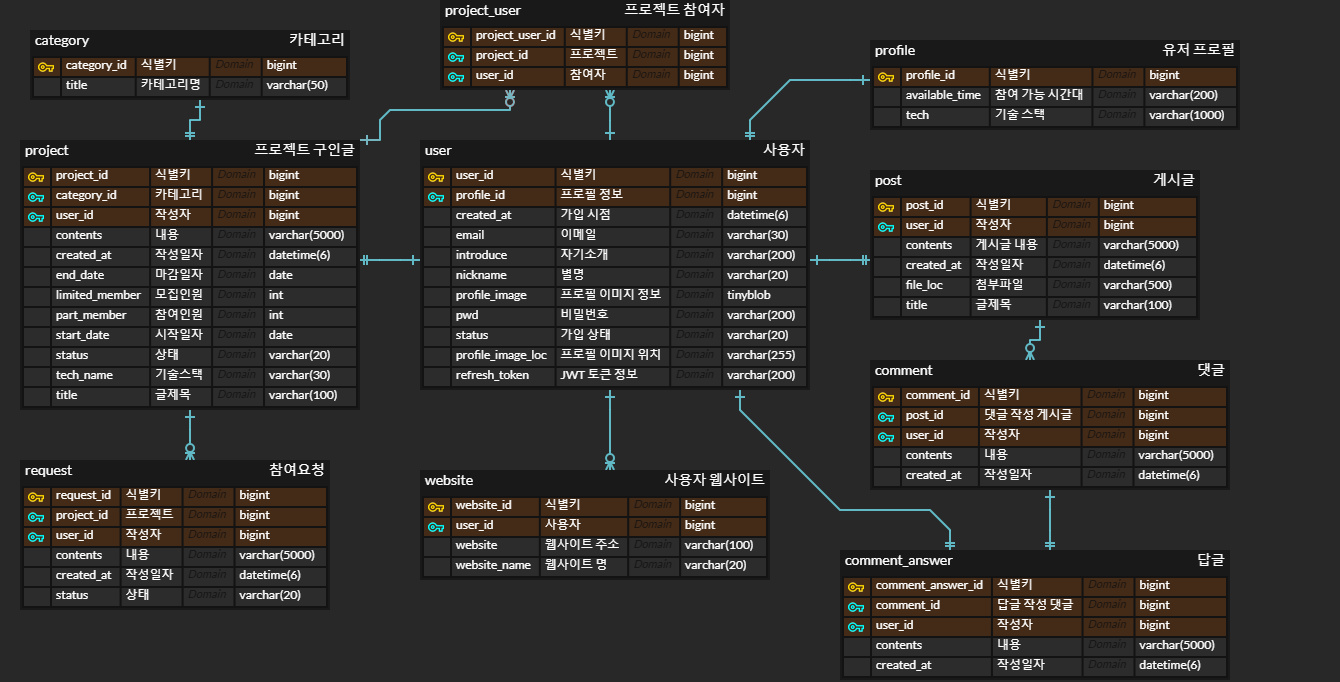 project_user 프로젝트 참여자
project_user_id 식별키 Domain bigint
project_id 프로젝트 Domain bigint
user_id 참여자 Domain bigint
category 카테고리
category_id 식별키 Domain bigint
title 카테고리명 Domain varchar(50)
profile 유저 프로필
profile_id 식별키 Domain bigint
available_time 참여 가능 시간대 Domain varchar(200)
tech 기술 스택 Domain varchar(1000)
project 프로젝트 구인글
project_id 식별키 Domain bigint
category_id 카테고리 Domain bigint
user_id 작성자 Domain bigint
contents 내용 Domain varchar(5000)
created_at 작성일자 Domain datetime(6)
end_date 마감일자 Domain date
limited_member 모집인원 Domain int
part_member 참여인원 Domain int
start_date 시작일자 Domain date
status 상태 Domain varchar(20)
tech_name 기술스택 Domain varchar(30)
title 글제목 Domain varchar(100)
user 사용자
user_id 식별키 Domain bigint
profile_id 프로필 정보 Domain bigint
created_at 가입 시점 Domain datetime(6)
email 이메일 Domain varchar(30)
introduce 자기소개 Domain varchar(200)
nickname 별명 Domain varchar(20)
profile_image 프로필 이미지 정보 Domain tinyblob
pwd 비밀번호 Domain varchar(200)
status 가입 상태 Domain varchar(20)
profile_image_loc 프로필 이미지 위치 Domain varchar(255)
refresh_token JWT 토큰 정보 Domain varchar(200)
post 게시글
post_id 식별키 Domain bigint
user_id 작성자 Domain bigint
contents 게시글 내용 Domain varchar(5000)
created_at 작성일자 Domain datetime(6)
file_loc 첨부파일 Domain varchar(500)
title 글제목 Domain varchar(100)
comment 댓글
comment_id 식별키 Domain bigint
post_id 댓글 작성 게시글 Domain bigint
user_id 작성자 Domain bigint
contents 내용 Domain varchar(5000)
created_at 작성일자 Domain datetime(6)
request 참여요청
request_id 식별키 Domain bigint
project_id 프로젝트 Domain bigint
user_id 작성자 Domain bigint
contents 내용 Domain varchar(5000)
created_at 작성일자 Domain datetime(6)
status 상태 Domain varchar(20)
website 사용자 웹사이트
website_id 식별키 Domain bigint
user_id 사용자 Domain bigint
website 웹사이트 주소 Domain varchar(100)
website_name 웹사이트 명 Domain varchar(20)
comment_answer 답글
comment_answer_id 식별키 Domain bigint
comment_id 답글 작성 댓글 Domain bigint
user_id 작성자 Domain bigint
contents 내용 Domain varchar(5000)
created_at 작성일자 Domain datetime(6)